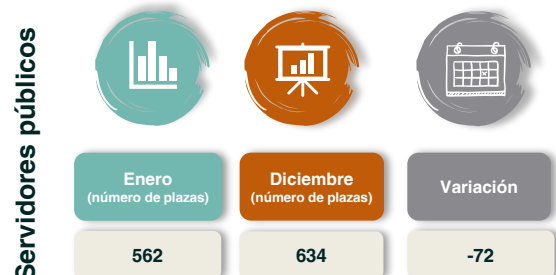 Servidores públicos
Enero
(número de plazas)
Diciembre
(número de plazas)
Variación
562
634
-72